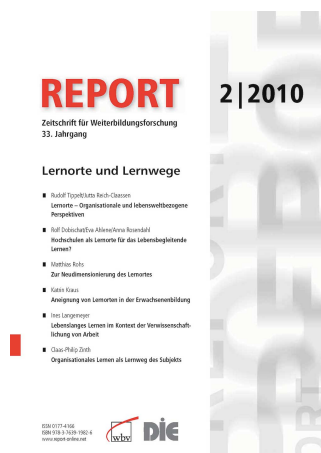 REPORT
2|2010
Zeitschrift für Weiterbildungsforschung
33. Jahrgang
Lernorte und Lernwege
Rudolf Tippelt/Jutta Reich-Claassen
Lernorte – Organisationale und lebensweltbezogene
Perspektiven
Rolf Dobischat/Eva Ahlene/Anna Rosendahl
Hochschulen als Lernorte für das Lebensbegleitende
Lernen?
Matthias Rohs
Zur Neudimensionierung des Lernortes
Katrin Kraus
Aneignung von Lernorten in der Erwachsenenbildung
Ines Langemeyer
Lebenslanges Lernen im Kontext der Verwissenschaft-
lichung von Arbeit
Claas-Philip Zinth
Organisationales Lernen als Lernweg des Subjekts
ISSN 0177-4166
ISBN 978-3-7639-1982-6
www.report-online.net
wbv
DIE